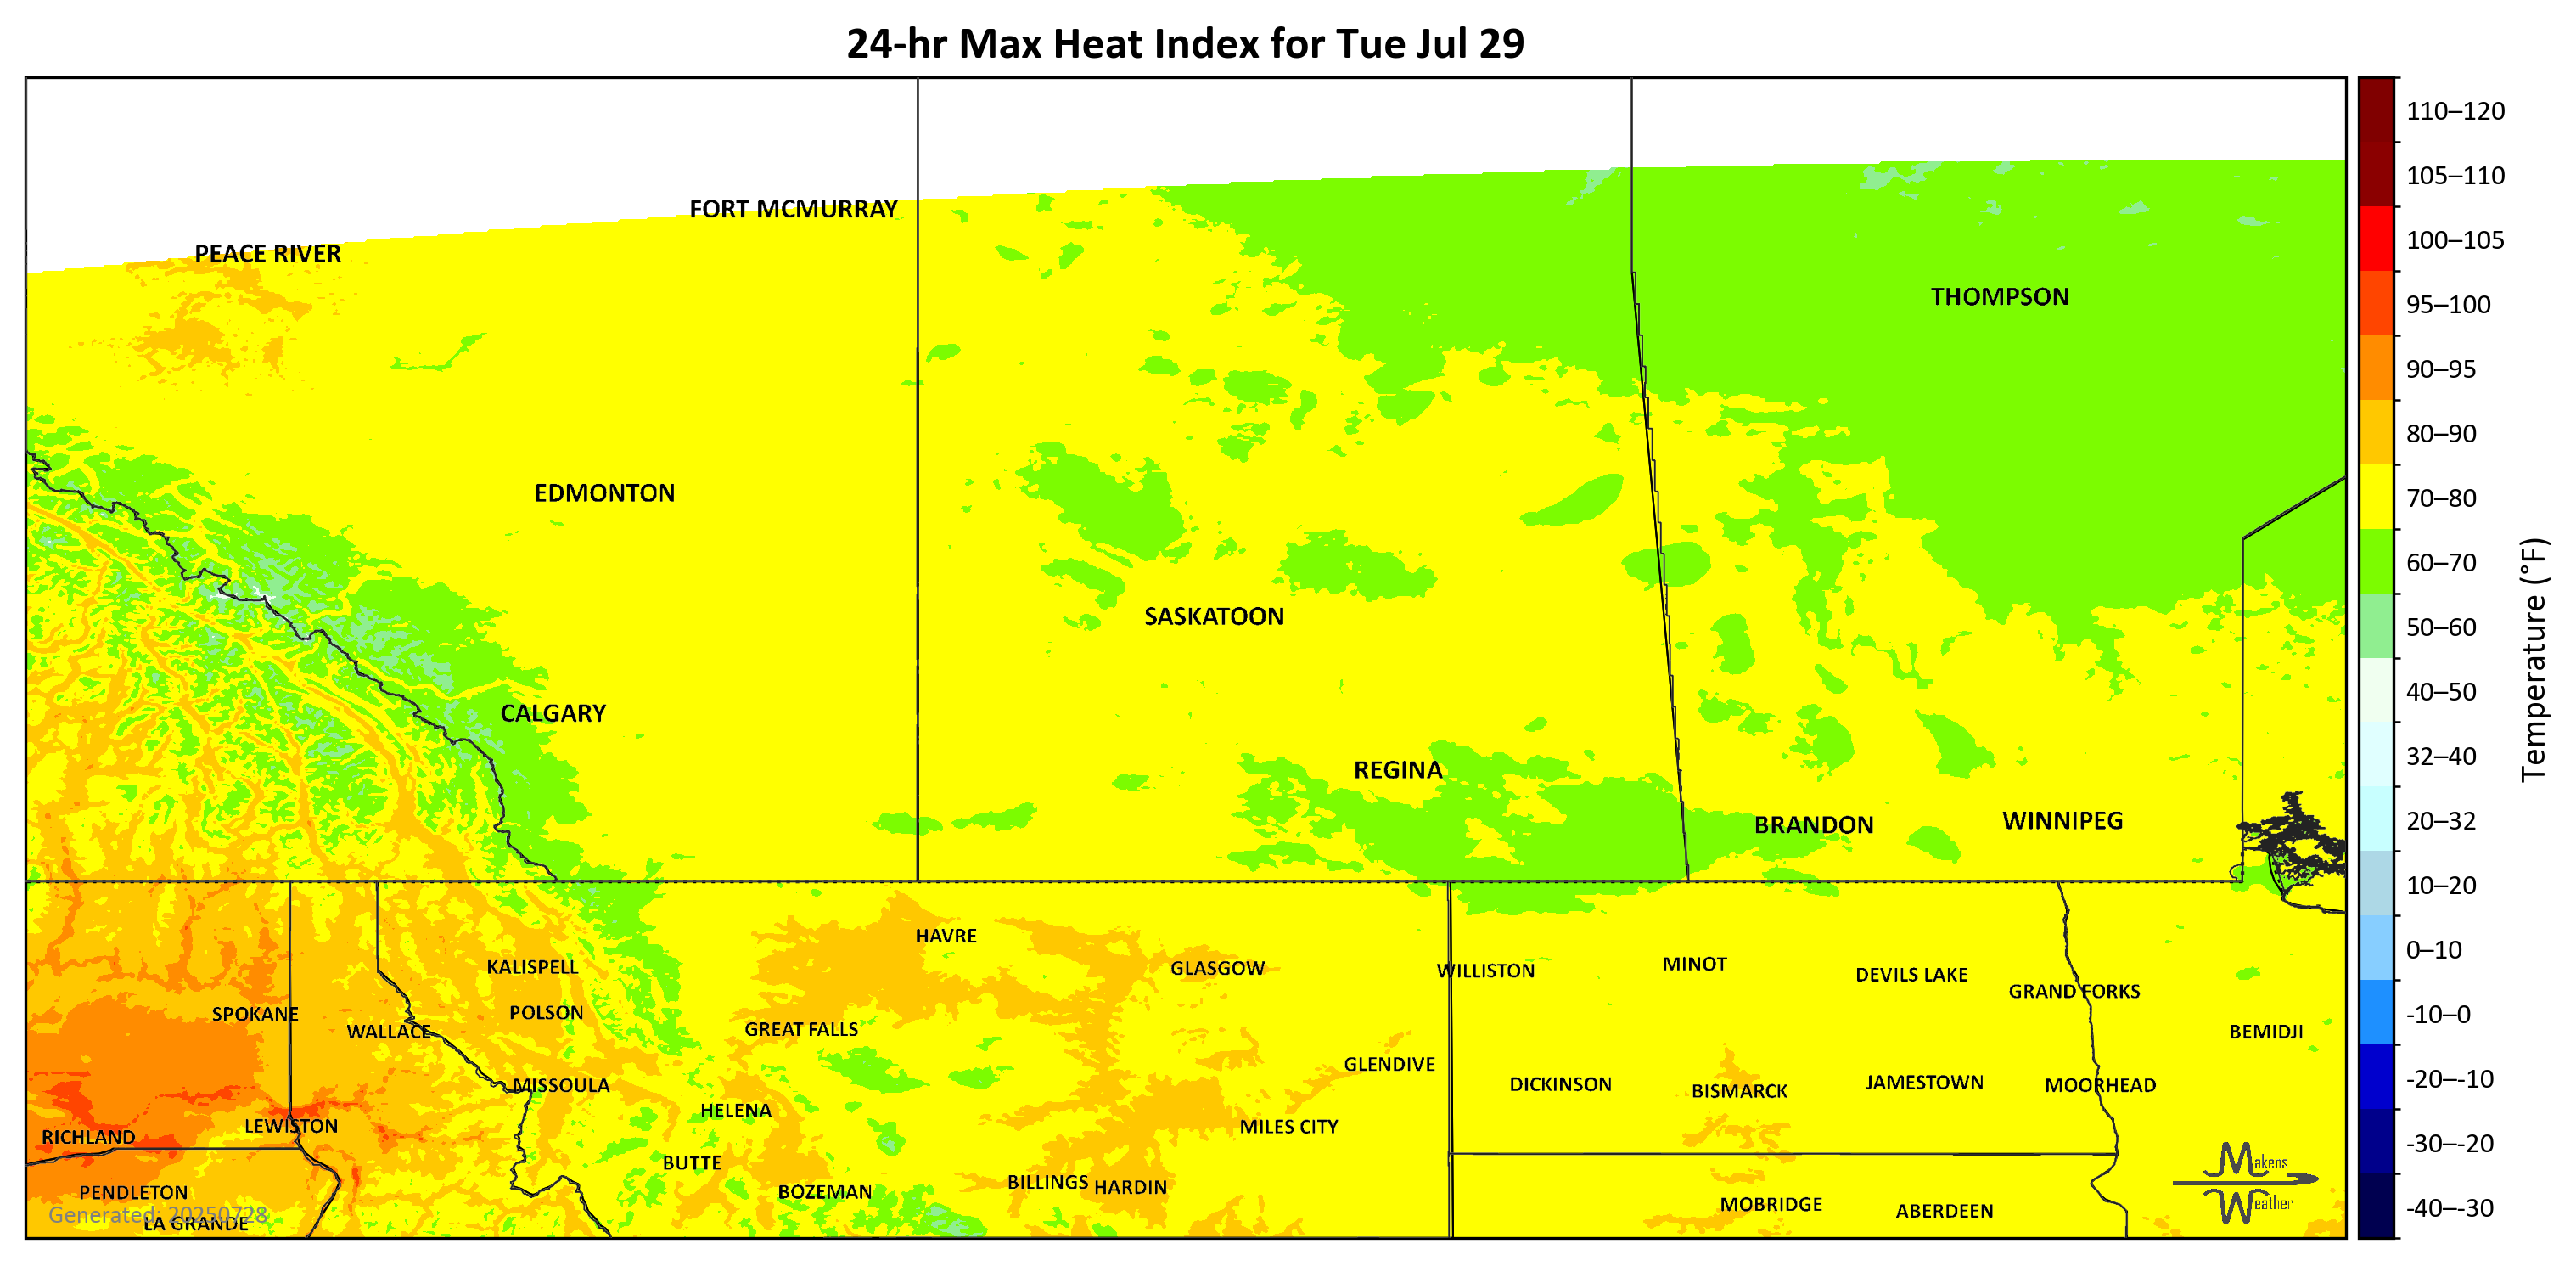 24-hr Max Heat Index for Tue Jul 29
FORT MCMURRAY
PEACE RIVER
THOMPSON
EDMONTON
SASKATOON
CALGARY
REGINA
BRANDON
WINNIPEG
HAVRE
KALISPELL
GLASGOW
WILLISTON
MINOT
DEVILS LAKE
GRAND FORKS
SPOKANE
POLSON
WALLACE
GREAT FALLS
BEMIDJI
GLENDIVE
MISSOULA
DICKINSON
BISMARCK
JAMESTOWN
MOORHEAD
HELENA
LEWISTON
MILES CITY
RICHLAND
BUTTE
BILLINGS
HARDIN
PENDLETON
BOZEMAN
MOBRIDGE
ABERDEEN
Generated: 20250728
LA GRANDE
Makens
Weather
110–120
105–110
100–105
95–100
90–95
80–90
70–80
60–70
50–60
40–50
32–40
20–32
10–20
0–10
-10–0
-20–-10
-30–-20
-40–-30
Temperature (°F)